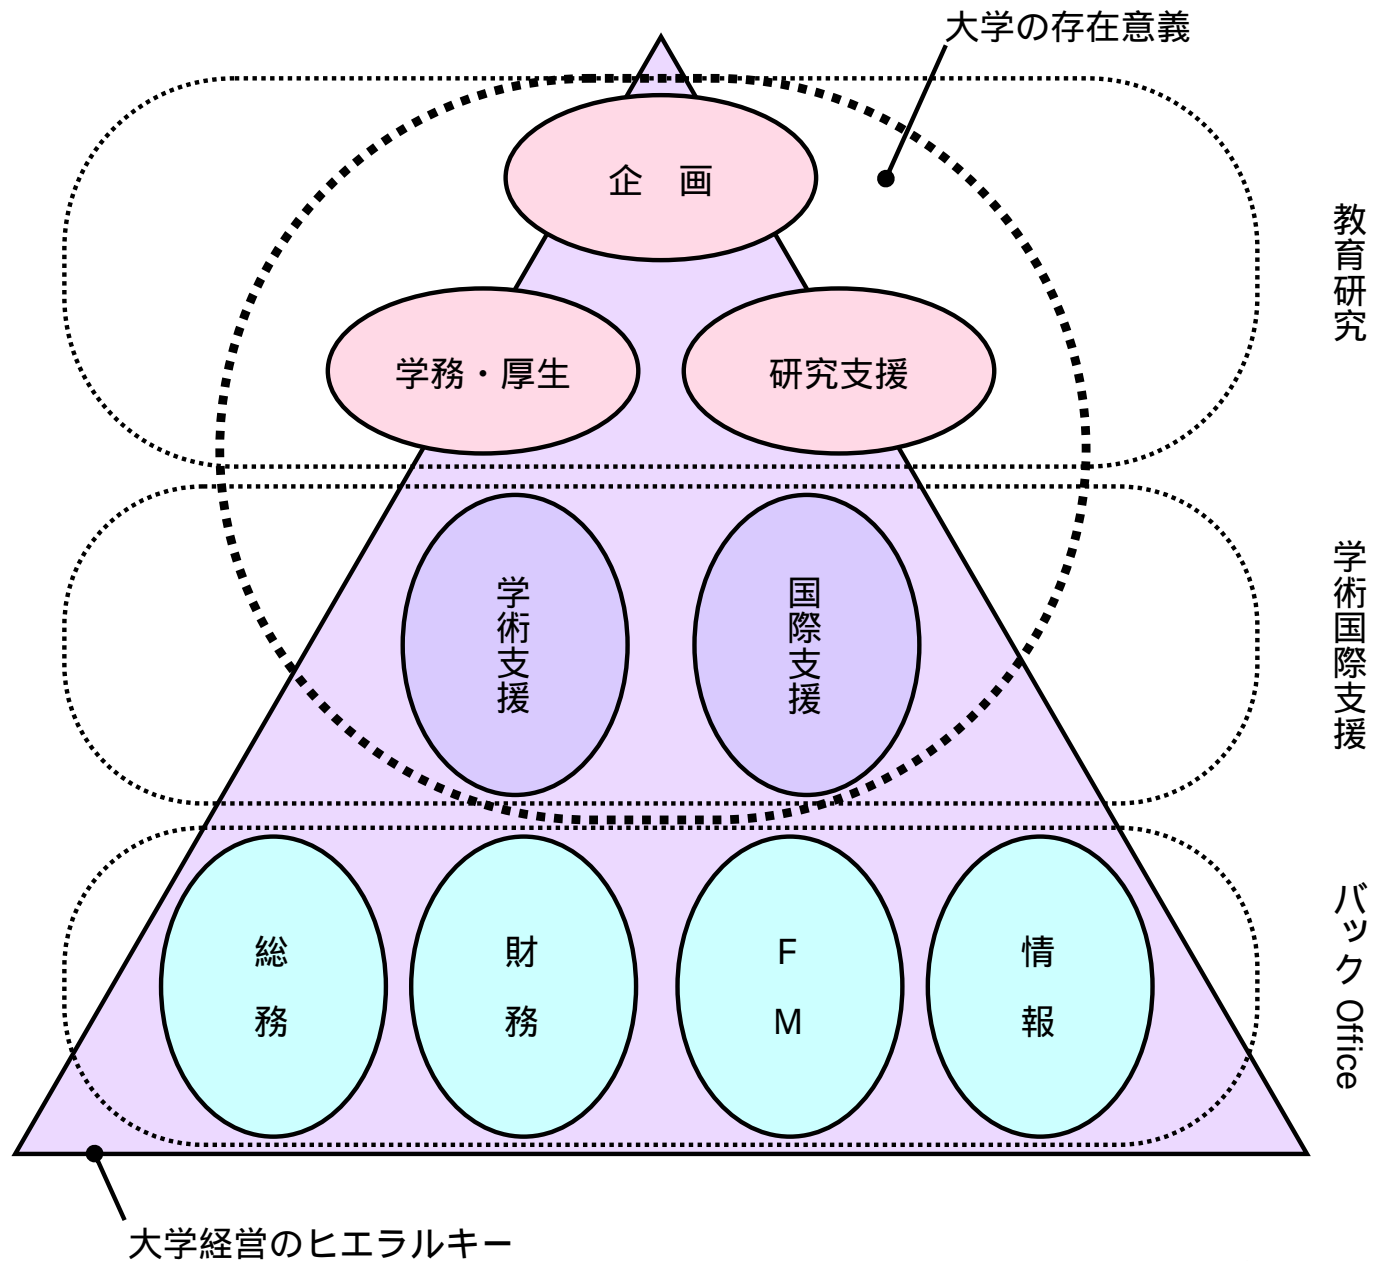 大学の存在意義
企　画
教育研究
学務・厚生
研究支援
学術支援
国際支援
学術国際支援
総務
財務
FM
情報
バック Office
大学経営のヒエラルキー